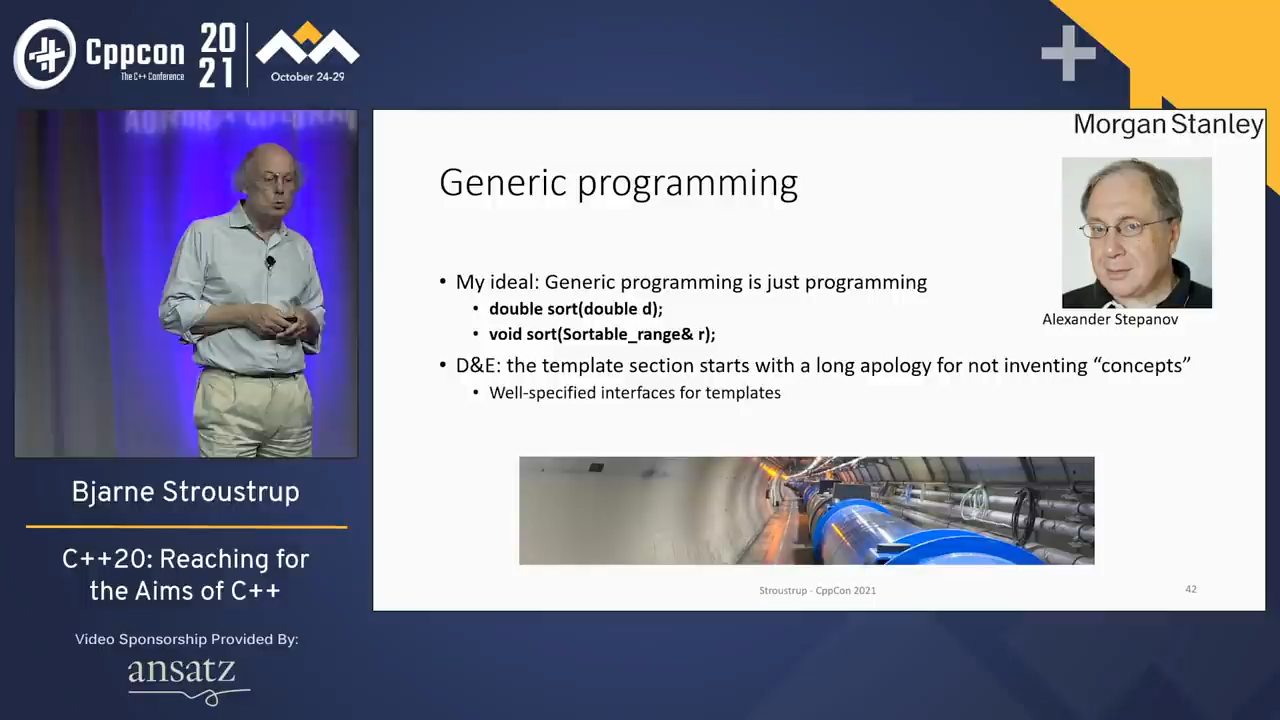 Cppcon
The C++ Conference
20
21
October 24-29
Morgan Stanley
Generic programming
• My ideal: Generic programming is just programming
• double sort(double d);
• void sort(Sortable_range& r);
• D&E: the template section starts with a long apology for not inventing “concepts”
• Well-specified interfaces for templates
Alexander Stepanov
Stroustrup - CppCon 2021
42
Bjarne Stroustrup
C++20: Reaching for
the Aims of C++
Video Sponsorship Provided By:
ansatz